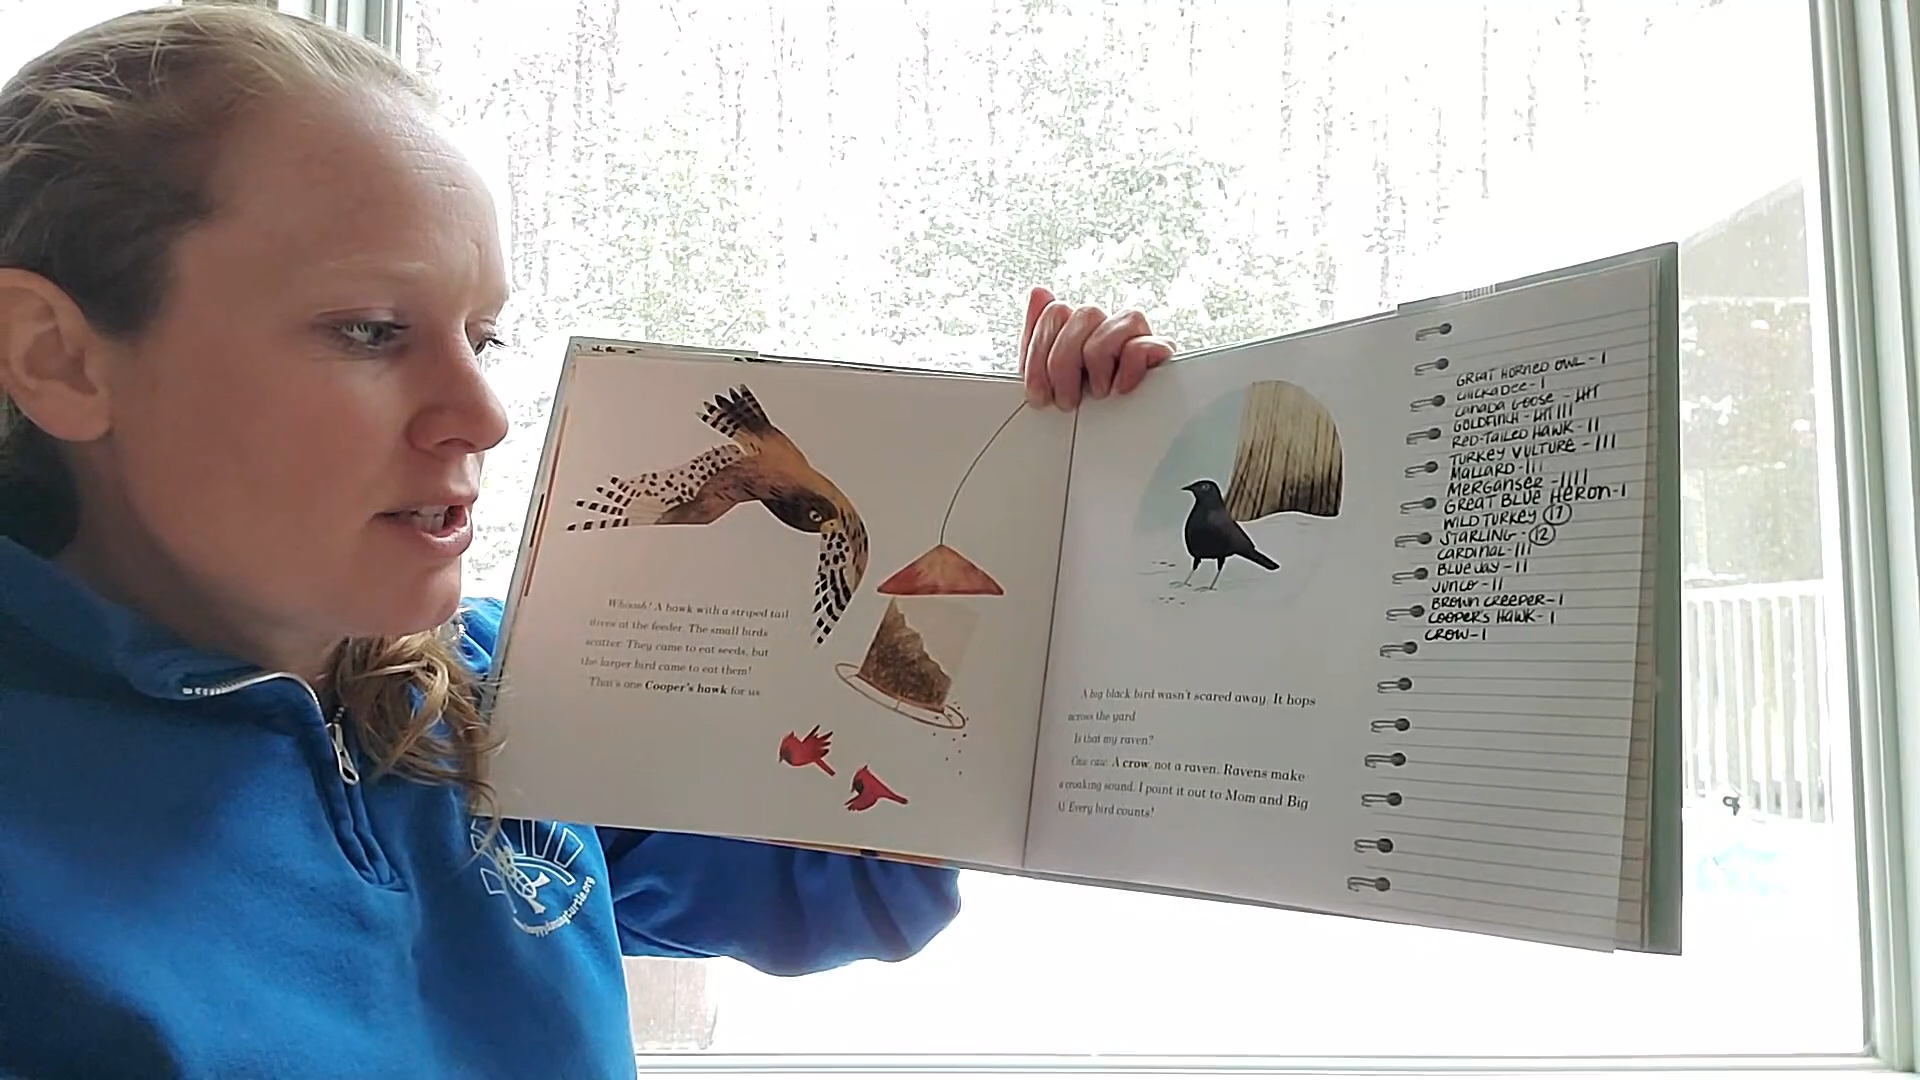 Whoosh! A hawk with a striped tail
dives at the feeder. The small birds
scatter. They came to eat seeds, but
the larger bird came to eat them!
That's one Cooper's hawk for us.
A big black bird wasn't scared away. It hops
across the yard.
Is that my raven?
Caw caw. A crow, not a raven. Ravens make
a croaking sound. I point it out to Mom and Big
Al. Every bird counts!
GREAT HORNED OWL - I
CHICKADEE - I
CANADA GOOSE - 卌
GOLDFINCH - 卌 III
RED-TAILED HAWK - II
TURKEY VULTURE - III
MALLARD - III
MERGANSER - IIII
GREAT BLUE HERON - I
WILD TURKEY 17
STARLING - 12
CARDINAL - III
BLUE JAY - II
JUNCO - II
BROWN CREEPER - I
COOPER'S HAWK - I
CROW - I